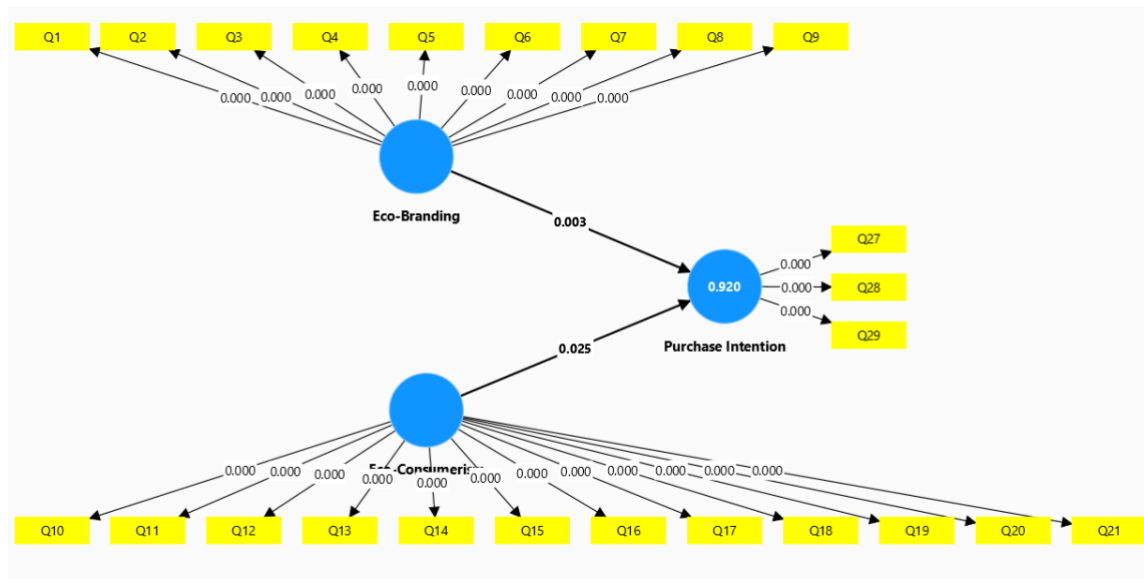 Q1 Q2 Q3 Q4 Q5 Q6 Q7 Q8 Q9
0.000 0.000 0.000 0.000 0.000 0.000 0.000 0.000 0.000
Eco-Branding
0.003
Q27
0.000
0.920 0.000 Q28
0.000
Q29
Purchase Intention
0.025
0.000 0.000 0.000 0.000 0.000 0.000 0.000 0.000 0.000 0.000 0.000 0.000
Eco-Consumerism
Q10 Q11 Q12 Q13 Q14 Q15 Q16 Q17 Q18 Q19 Q20 Q21